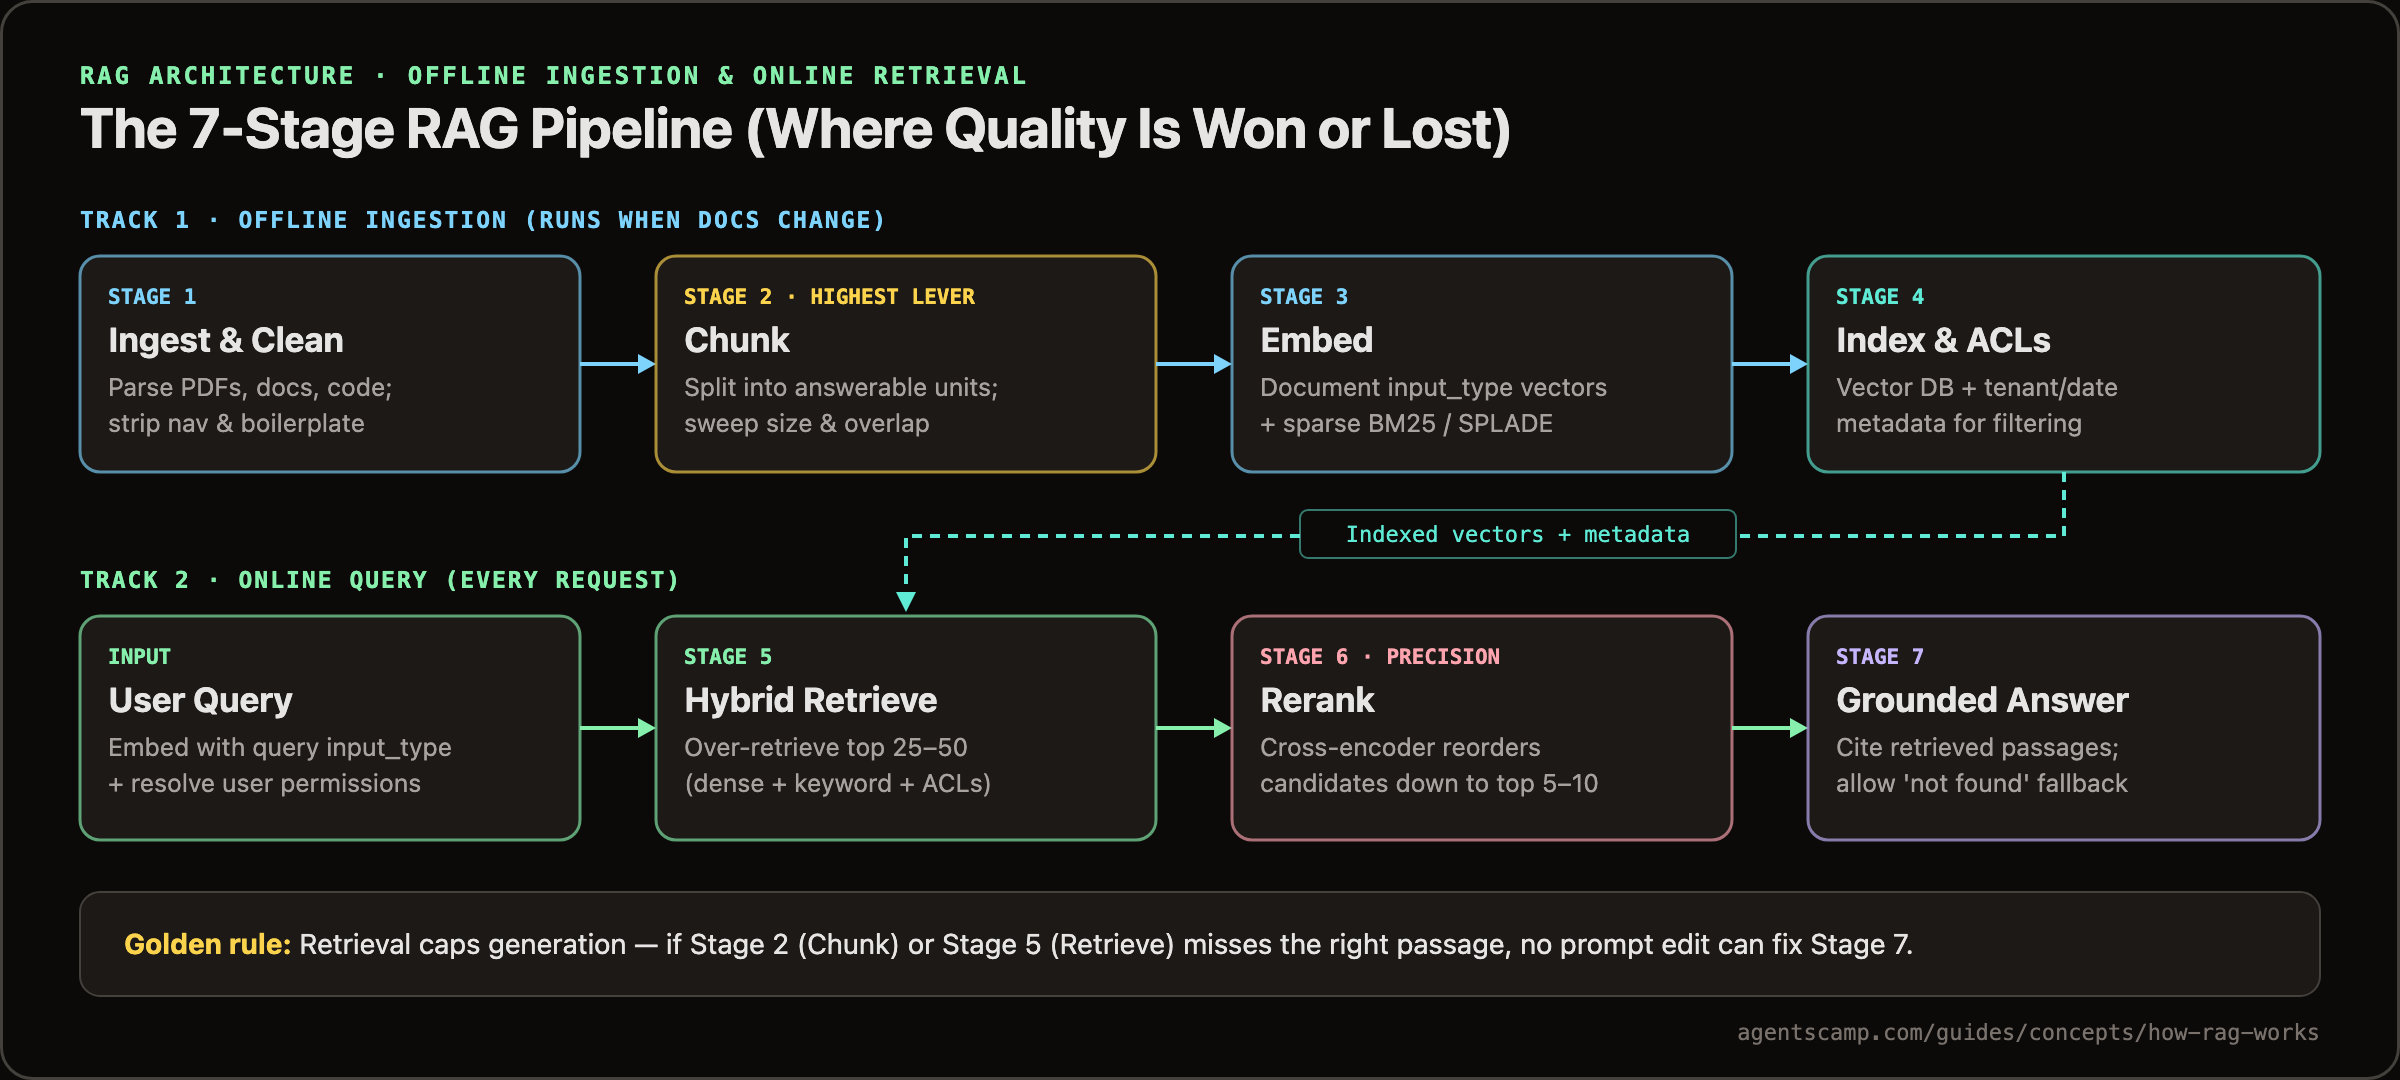 RAG ARCHITECTURE · OFFLINE INGESTION & ONLINE RETRIEVAL
The 7-Stage RAG Pipeline (Where Quality Is Won or Lost)
TRACK 1 · OFFLINE INGESTION (RUNS WHEN DOCS CHANGE)
STAGE 1
Ingest & Clean
Parse PDFs, docs, code;
strip nav & boilerplate
STAGE 2 · HIGHEST LEVER
Chunk
Split into answerable units;
sweep size & overlap
STAGE 3
Embed
Document input_type vectors
+ sparse BM25 / SPLADE
STAGE 4
Index & ACLs
Vector DB + tenant/date
metadata for filtering
Indexed vectors + metadata
TRACK 2 · ONLINE QUERY (EVERY REQUEST)
INPUT
User Query
Embed with query input_type
+ resolve user permissions
STAGE 5
Hybrid Retrieve
Over-retrieve top 25–50
(dense + keyword + ACLs)
STAGE 6 · PRECISION
Rerank
Cross-encoder reorders
candidates down to top 5–10
STAGE 7
Grounded Answer
Cite retrieved passages;
allow 'not found' fallback
Golden rule: Retrieval caps generation — if Stage 2 (Chunk) or Stage 5 (Retrieve) misses the right passage, no prompt edit can fix Stage 7.
agentscamp.com/guides/concepts/how-rag-works